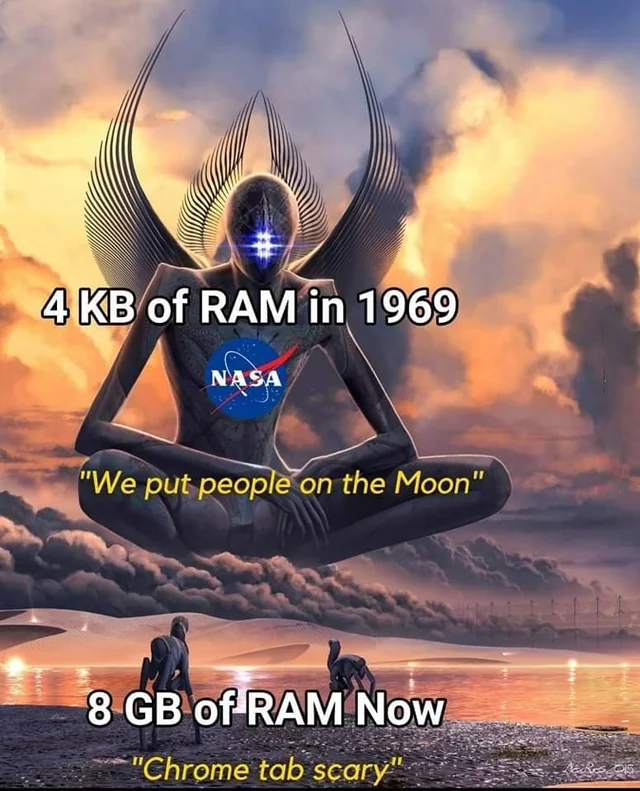 4 KB of RAM in 1969
NASA
"We put people on the Moon"
8 GB of RAM Now
"Chrome tab scary"